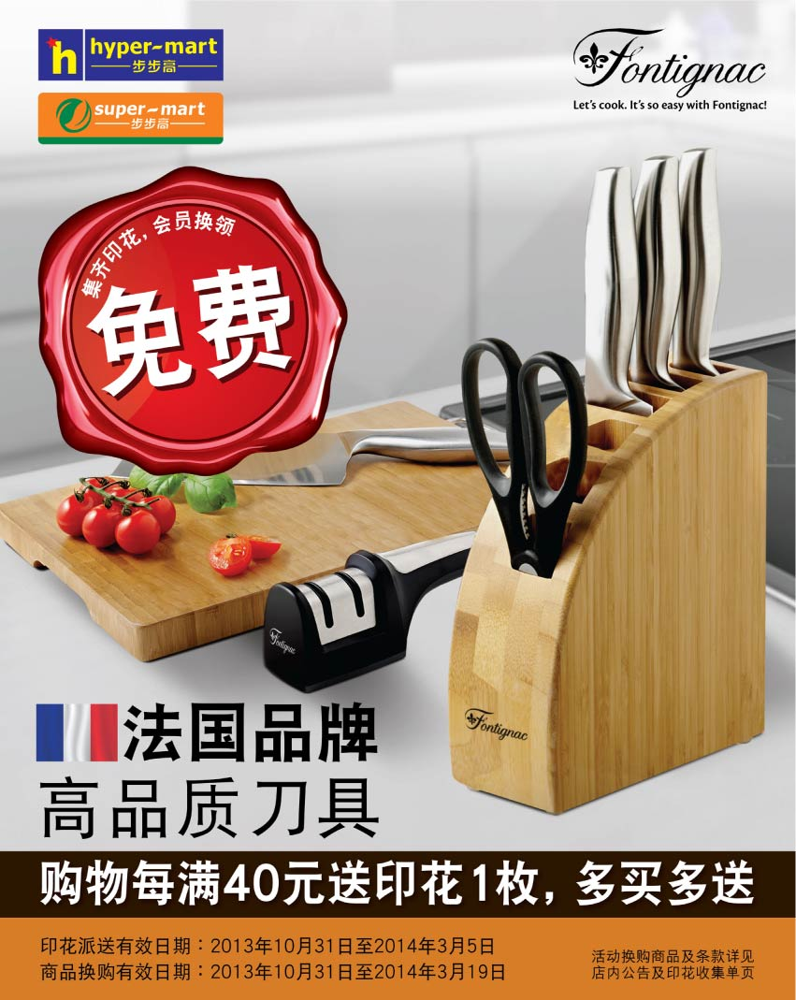 hyper-mart
步步高
super-mart
步步高
Fontignac
Let's cook. It's so easy with Fontignac!
集齐印花，会员换领
免费
Fontignac
Fontignac
法国品牌
高品质刀具
购物每满40元送印花1枚，多买多送
印花派送有效日期：2013年10月31日至2014年3月5日
商品换购有效日期：2013年10月31日至2014年3月19日
活动换购商品及条款详见
店内公告及印花收集单页